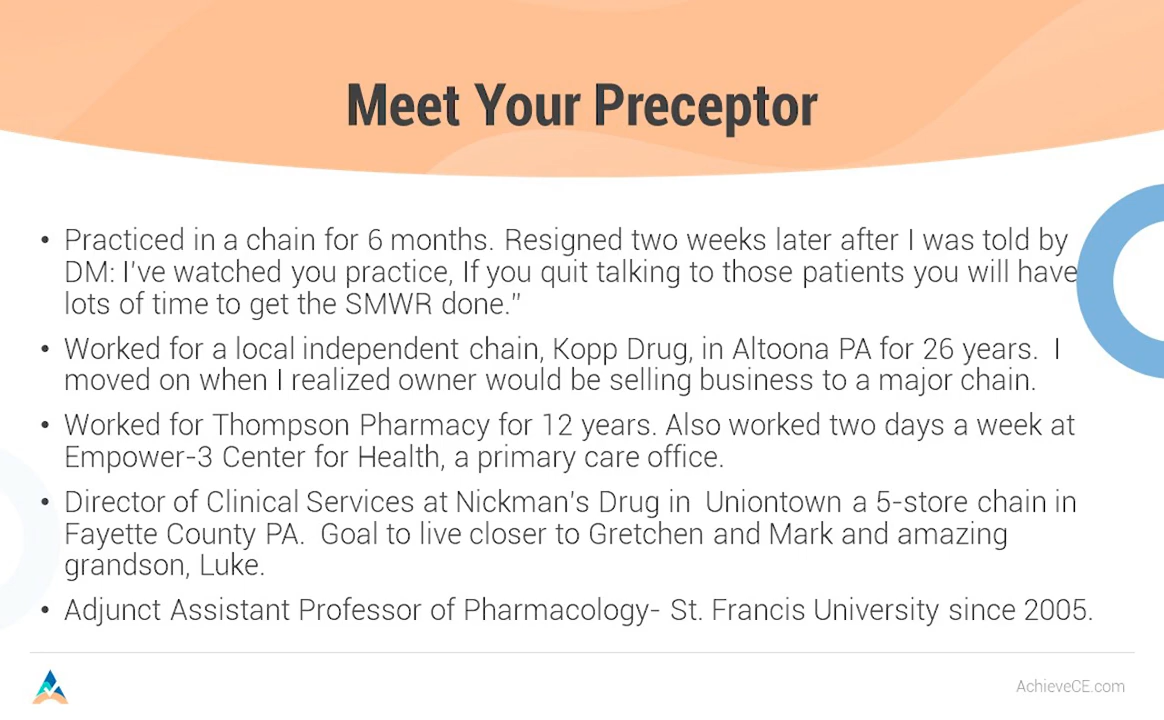 Meet Your Preceptor
• Practiced in a chain for 6 months. Resigned two weeks later after I was told by
DM: I've watched you practice, If you quit talking to those patients you will have
lots of time to get the SMWR done."
• Worked for a local independent chain, Kopp Drug, in Altoona PA for 26 years.  I
moved on when I realized owner would be selling business to a major chain.
• Worked for Thompson Pharmacy for 12 years. Also worked two days a week at
Empower-3 Center for Health, a primary care office.
• Director of Clinical Services at Nickman's Drug in  Uniontown a 5-store chain in
Fayette County PA.  Goal to live closer to Gretchen and Mark and amazing
grandson, Luke.
• Adjunct Assistant Professor of Pharmacology- St. Francis University since 2005.
AchieveCE.com